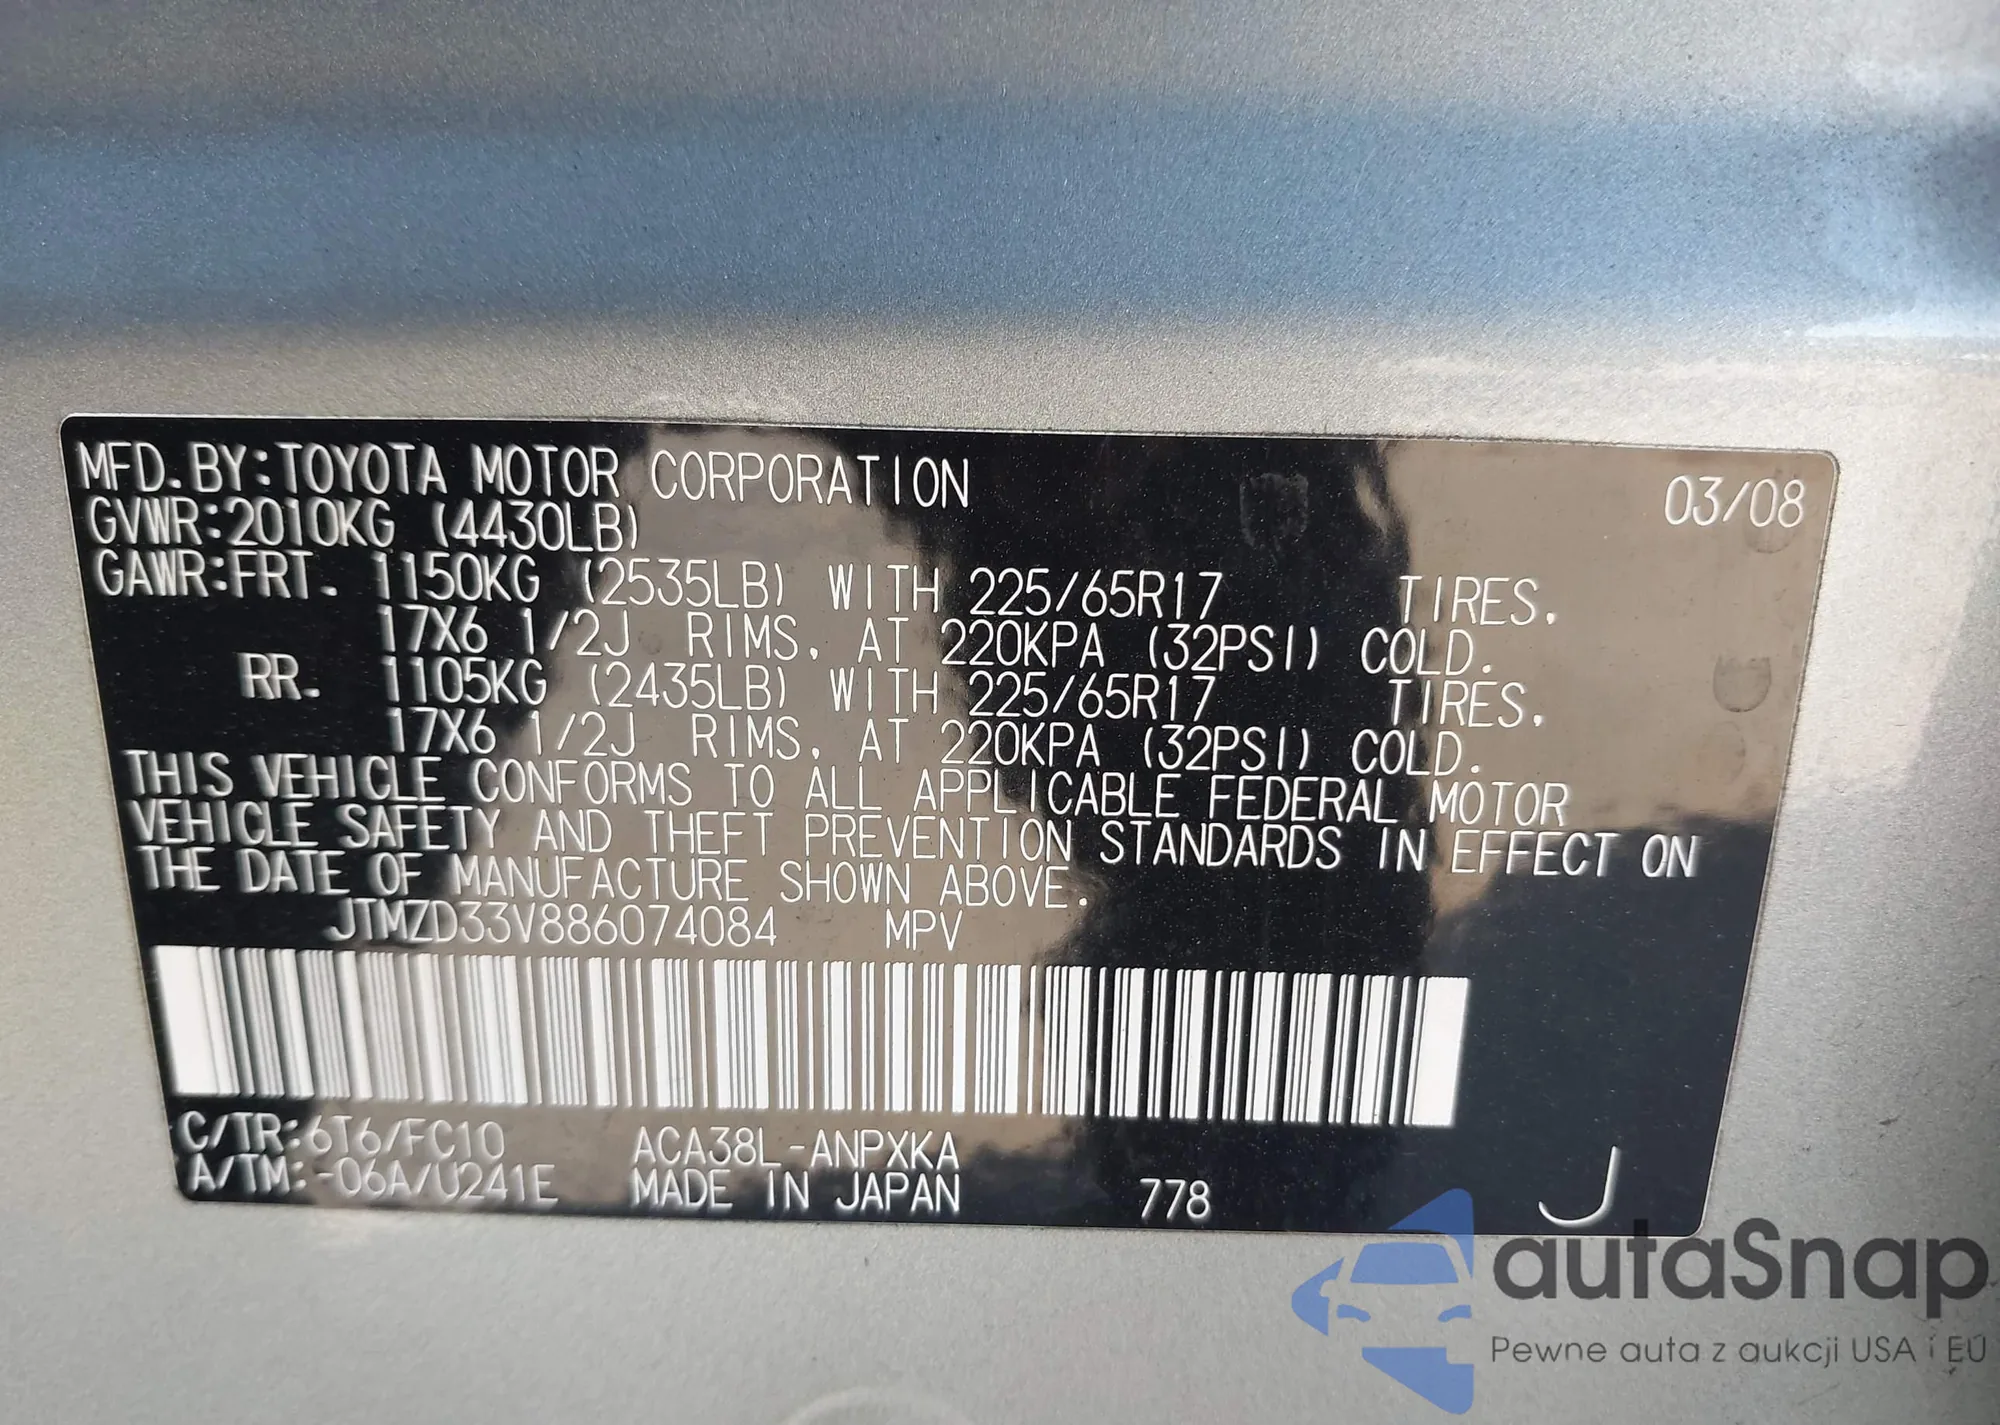 MFD. BY:TOYOTA MOTOR CORPORATION 03/08
GVWR:2010KG (4430LB)
GAWR:FRT. 1150KG (2535LB) WITH 225/65R17 TIRES.
17X6 1/2J RIMS, AT 220KPA (32PSI) COLD.
RR. 1105KG (2435LB) WITH 225/65R17 TIRES,
17X6 1/2J RIMS, AT 220KPA (32PSI) COLD.
THIS VEHICLE CONFORMS TO ALL APPLICABLE FEDERAL MOTOR
VEHICLE SAFETY AND THEFT PREVENTION STANDARDS IN EFFECT ON
THE DATE OF MANUFACTURE SHOWN ABOVE.
JTMZD33V886074084 MPV
C/TR:6T6/FC10 ACA38L-ANPXKA
A/TM:-06A/U241E MADE IN JAPAN 778 J
autaSnap
Pewne auta z aukcji USA i EU